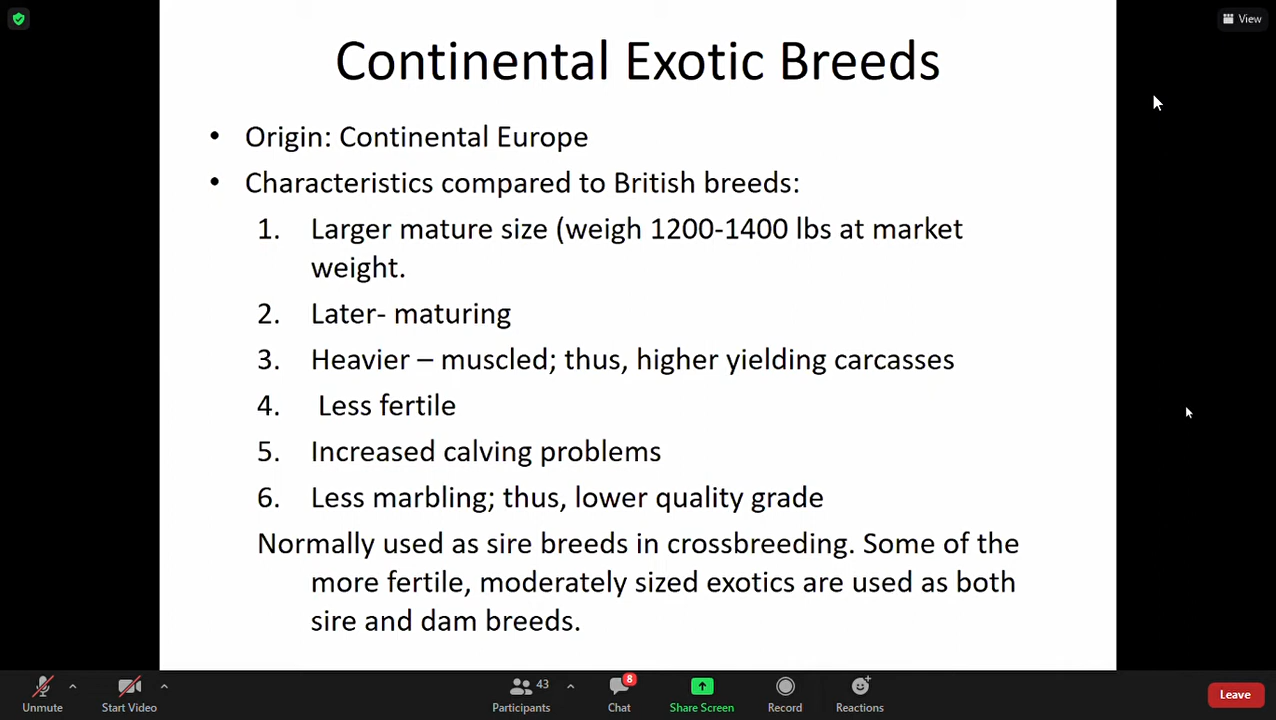 View
Continental Exotic Breeds
• Origin: Continental Europe
• Characteristics compared to British breeds:
1. Larger mature size (weigh 1200-1400 lbs at market
weight.
2. Later- maturing
3. Heavier – muscled; thus, higher yielding carcasses
4. Less fertile
5. Increased calving problems
6. Less marbling; thus, lower quality grade
Normally used as sire breeds in crossbreeding. Some of the
more fertile, moderately sized exotics are used as both
sire and dam breeds.
43
8
Unmute
Start Video
Participants
Chat
Share Screen
Record
Reactions
Leave